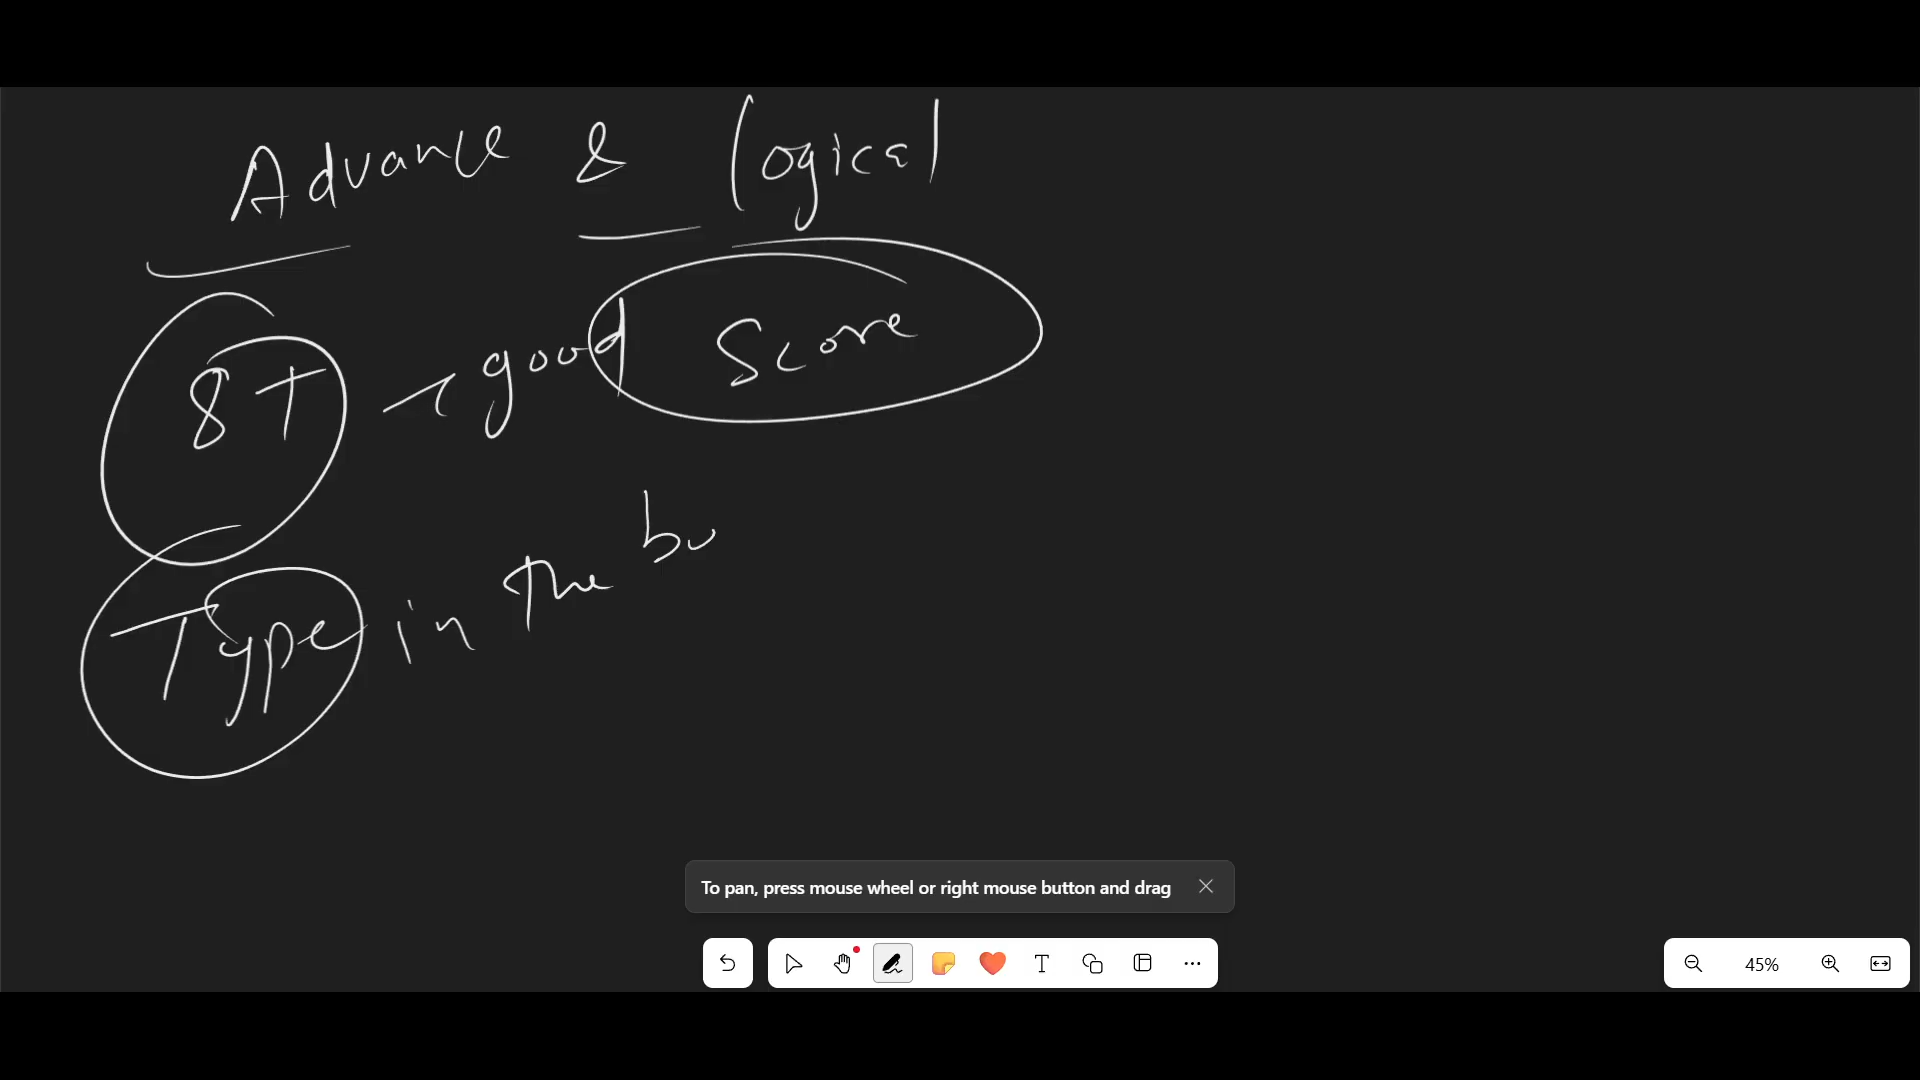 Advance & logical
8+ → good Score
Type in the bu
To pan, press mouse wheel or right mouse button and drag
45%